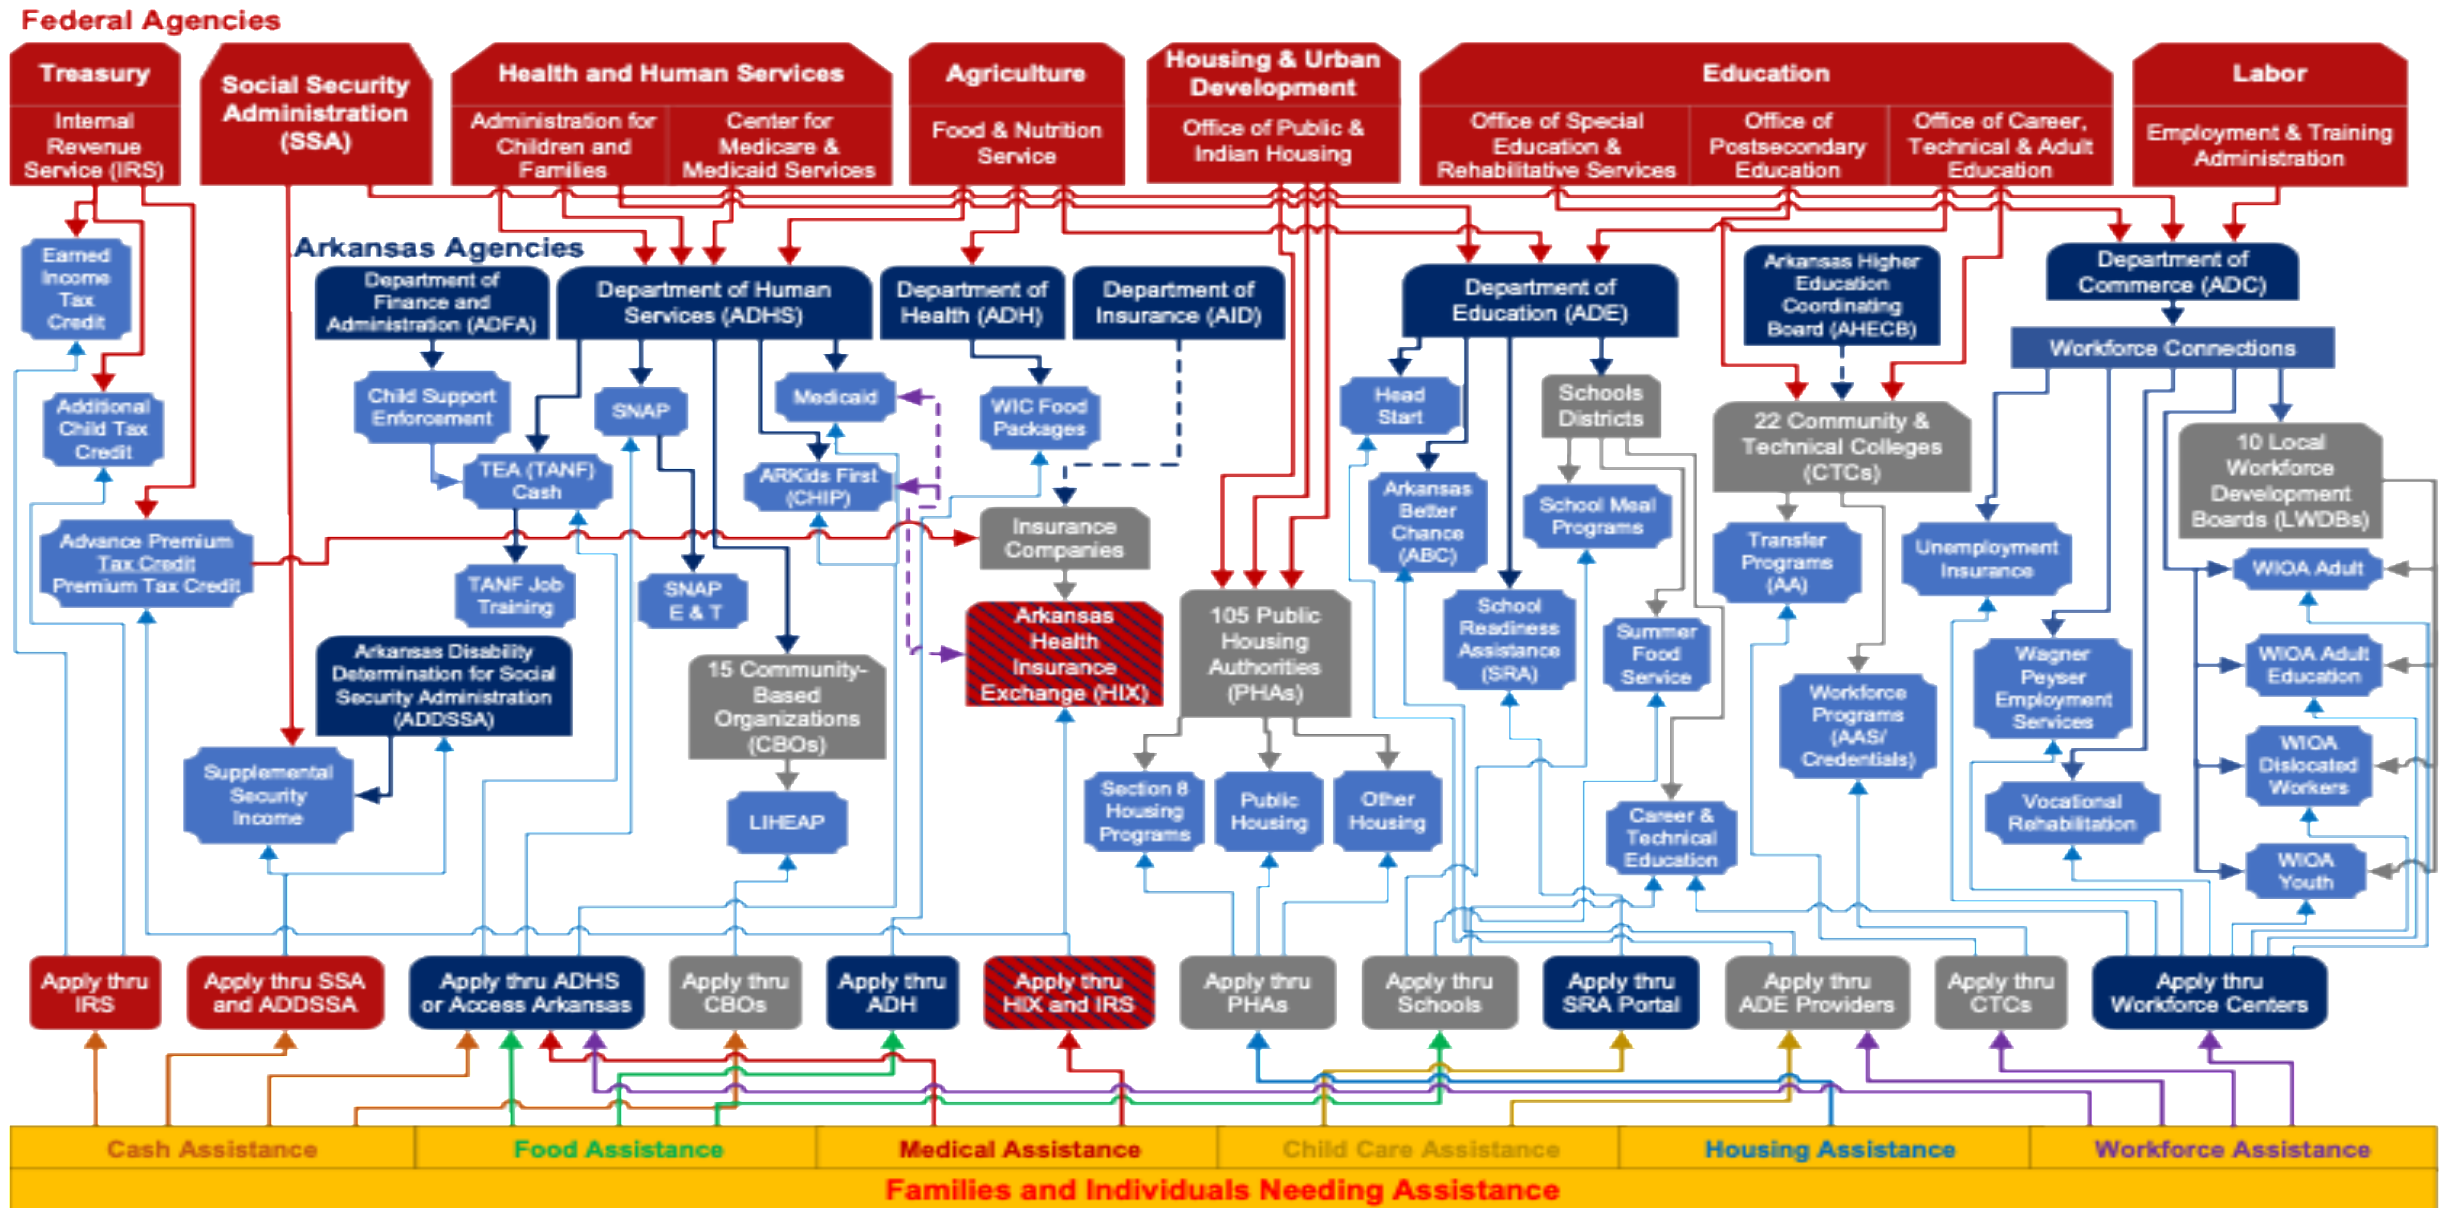 Federal Agencies
Treasury
Internal
Revenue
Service (IRS)
Social Security
Administration
(SSA)
Health and Human Services
Administration for
Children and
Families
Center for
Medicare &
Medicaid Services
Agriculture
Food & Nutrition
Service
Housing & Urban
Development
Office of Public &
Indian Housing
Education
Office of Special
Education &
Rehabilitative Services
Office of
Postsecondary
Education
Office of Career,
Technical & Adult
Education
Labor
Employment & Training
Administration
Arkansas Agencies
Earned
Income
Tax
Credit
Additional
Child Tax
Credit
Advance Premium
Tax Credit
Premium Tax Credit
Department of
Finance and
Administration (ADFA)
Child Support
Enforcement
TEA (TANF)
Cash
TANF Job
Training
Arkansas Disability
Determination for Social
Security Administration
(ADDSSA)
Supplemental
Security
Income
Department of Human
Services (ADHS)
SNAP
SNAP
E & T
Medicaid
ARKids First
(CHIP)
15 Community-
Based
Organizations
(CBOs)
LIHEAP
Department of
Health (ADH)
WIC Food
Packages
Department of
Insurance (AID)
Insurance
Companies
Arkansas
Health
Insurance
Exchange (HIX)
105 Public
Housing
Authorities
(PHAs)
Section 8
Housing
Programs
Public
Housing
Other
Housing
Department of
Education (ADE)
Head
Start
Arkansas
Better
Chance
(ABC)
School
Readiness
Assistance
(SRA)
Schools
Districts
School Meal
Programs
Summer
Food
Service
Career &
Technical
Education
Arkansas Higher
Education
Coordinating
Board (AHECB)
22 Community &
Technical Colleges
(CTCs)
Transfer
Programs
(AA)
Workforce
Programs
(AAS/
Credentials)
Department of
Commerce (ADC)
Workforce Connections
Unemployment
Insurance
Wagner
Peyser
Employment
Services
Vocational
Rehabilitation
10 Local
Workforce
Development
Boards (LWDBs)
WIOA Adult
WIOA Adult
Education
WIOA
Dislocated
Workers
WIOA
Youth
Apply thru
IRS
Apply thru SSA
and ADDSSA
Apply thru ADHS
or Access Arkansas
Apply thru
CBOs
Apply thru
ADH
Apply thru
HIX and IRS
Apply thru
PHAs
Apply thru
Schools
Apply thru
SRA Portal
Apply thru
ADE Providers
Apply thru
CTCs
Apply thru
Workforce Centers
Cash Assistance
Food Assistance
Medical Assistance
Child Care Assistance
Housing Assistance
Workforce Assistance
Families and Individuals Needing Assistance